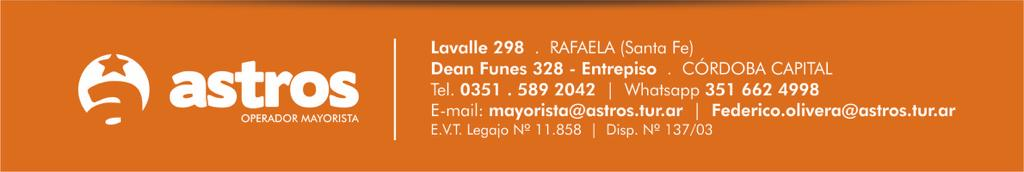 astros
OPERADOR MAYORISTA
Lavalle 298 . RAFAELA (Santa Fe)
Dean Funes 328 - Entrepiso . CÓRDOBA CAPITAL
Tel. 0351 . 589 2042 | Whatsapp 351 662 4998
E-mail: mayorista@astros.tur.ar | Federico.olivera@astros.tur.ar
E.V.T. Legajo Nº 11.858 | Disp. Nº 137/03